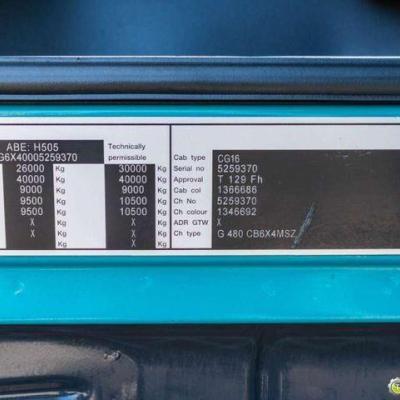 ABE: H505
G6X40005259370
Technically
permissible
26000 Kg 30000 Kg
40000 Kg 40000 Kg
9000 Kg 9000 Kg
9500 Kg 10500 Kg
9500 Kg 10500 Kg
X Kg X Kg
X Kg X Kg
Cab type CG16
Serial no 5259370
Approval T 129 Fh
Cab col 1366686
Ch No 5259370
Ch colour 1346692
ADR GTW X
Ch type G 480 CB6X4MSZ